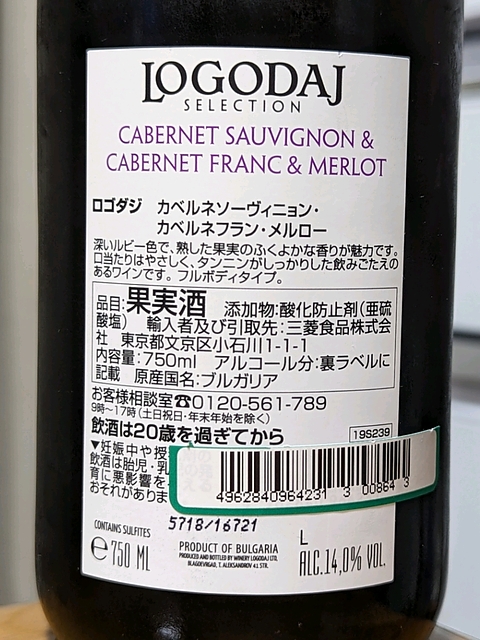 LOGODAJ
SELECTION
CABERNET SAUVIGNON &
CABERNET FRANC & MERLOT
ロゴダジ カベルネソーヴィニョン・
カベルネフラン・メルロー
深いルビー色で、熟した果実のふくよかな香りが魅力です。
口当たりはやさしく、タンニンがしっかりした飲みごたえの
あるワインです。フルボディタイプ。
品目:果実酒 添加物:酸化防止剤(亜硫
酸塩) 輸入者及び引取先:三菱食品株式会
社 東京都文京区小石川1-1-1
内容量:750ml アルコール分:裏ラベルに
記載 原産国名:ブルガリア
お客様相談室☎0120-561-789
9時〜17時(土日祝日・年末年始を除く)
飲酒は20歳を過ぎてから
19S239
▼妊娠中や授
飲酒は胎児・乳
育に悪影響を
おそれがありま
4962840964231 3 00864 3
5718/16721
CONTAINS SULFITES
e 750 ML
PRODUCT OF BULGARIA
PRODUCED AND BOTTLED BY WINERY LOGODAJ LTD,
BLAGOEVGRAD, T. ALEKSANDROV 41 STR.
L
ALC.14,0% VOL.